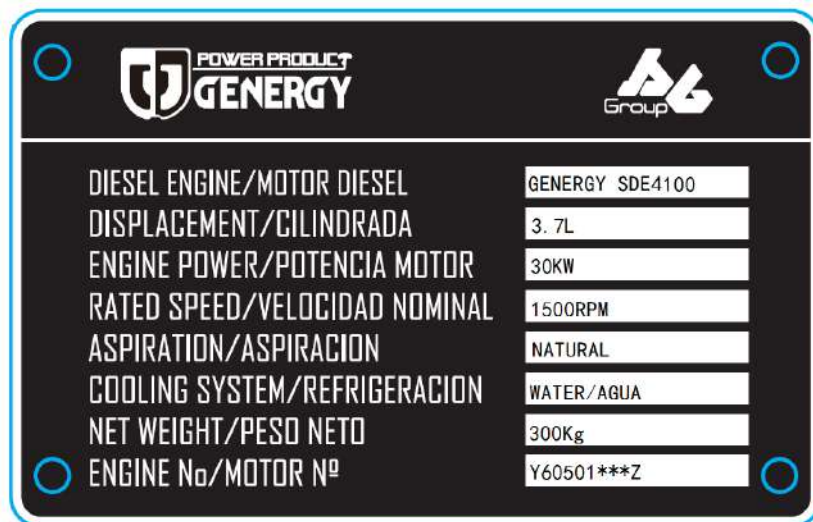 POWER PRODUCT
GENERGY
AG
Group
DIESEL ENGINE/MOTOR DIESEL GENERGY SDE4100
DISPLACEMENT/CILINDRADA 3.7L
ENGINE POWER/POTENCIA MOTOR 30KW
RATED SPEED/VELOCIDAD NOMINAL 1500RPM
ASPIRATION/ASPIRACION NATURAL
COOLING SYSTEM/REFRIGERACION WATER/AGUA
NET WEIGHT/PESO NETO 300Kg
ENGINE No/MOTOR Nº Y60501***Z